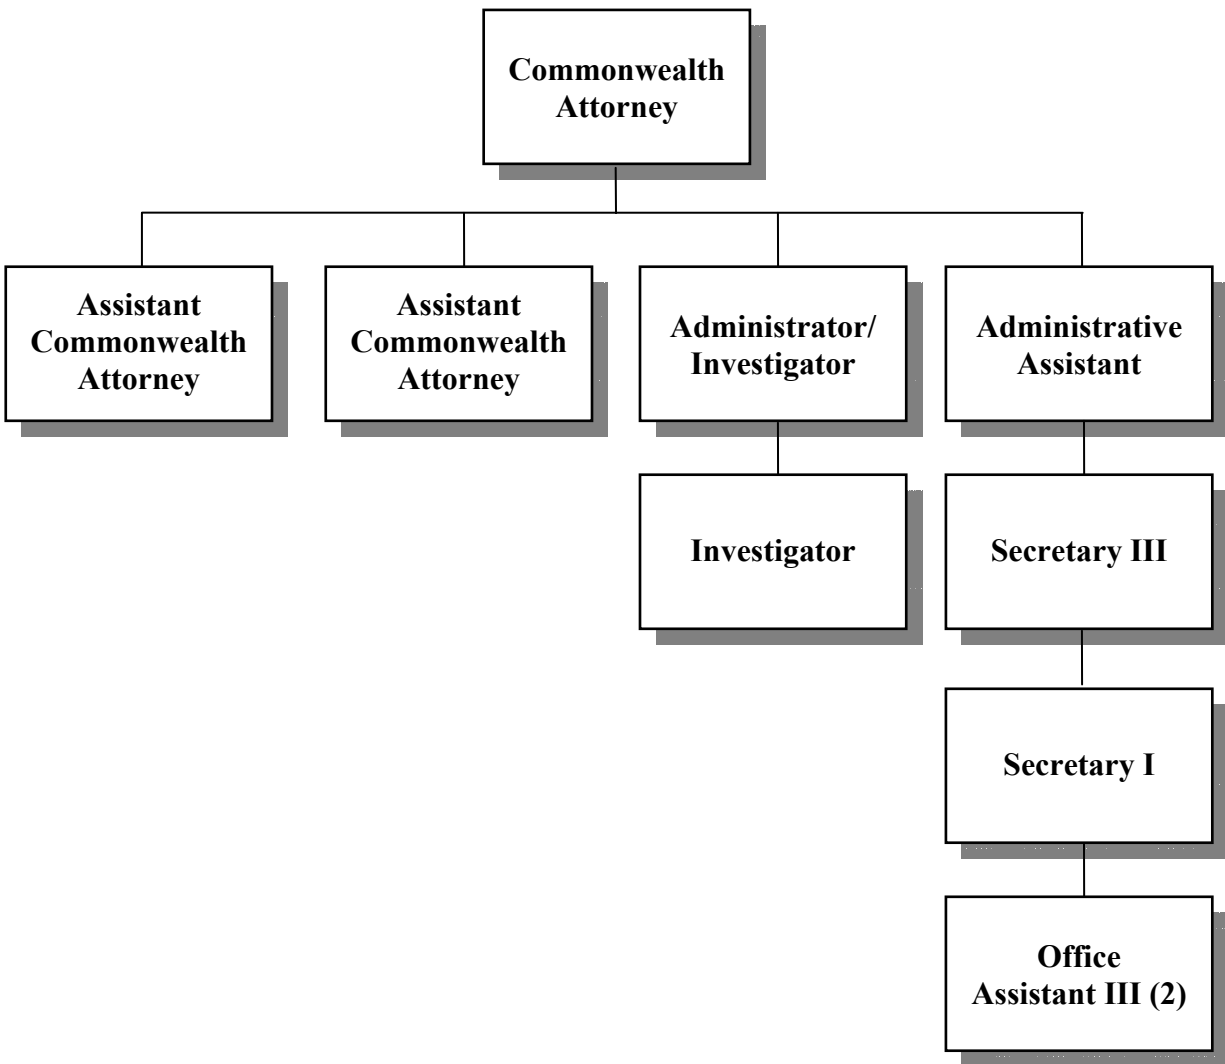 Commonwealth
Attorney
Assistant
Commonwealth
Attorney
Assistant
Commonwealth
Attorney
Administrator/
Investigator
Administrative
Assistant
Investigator
Secretary III
Secretary I
Office
Assistant III (2)